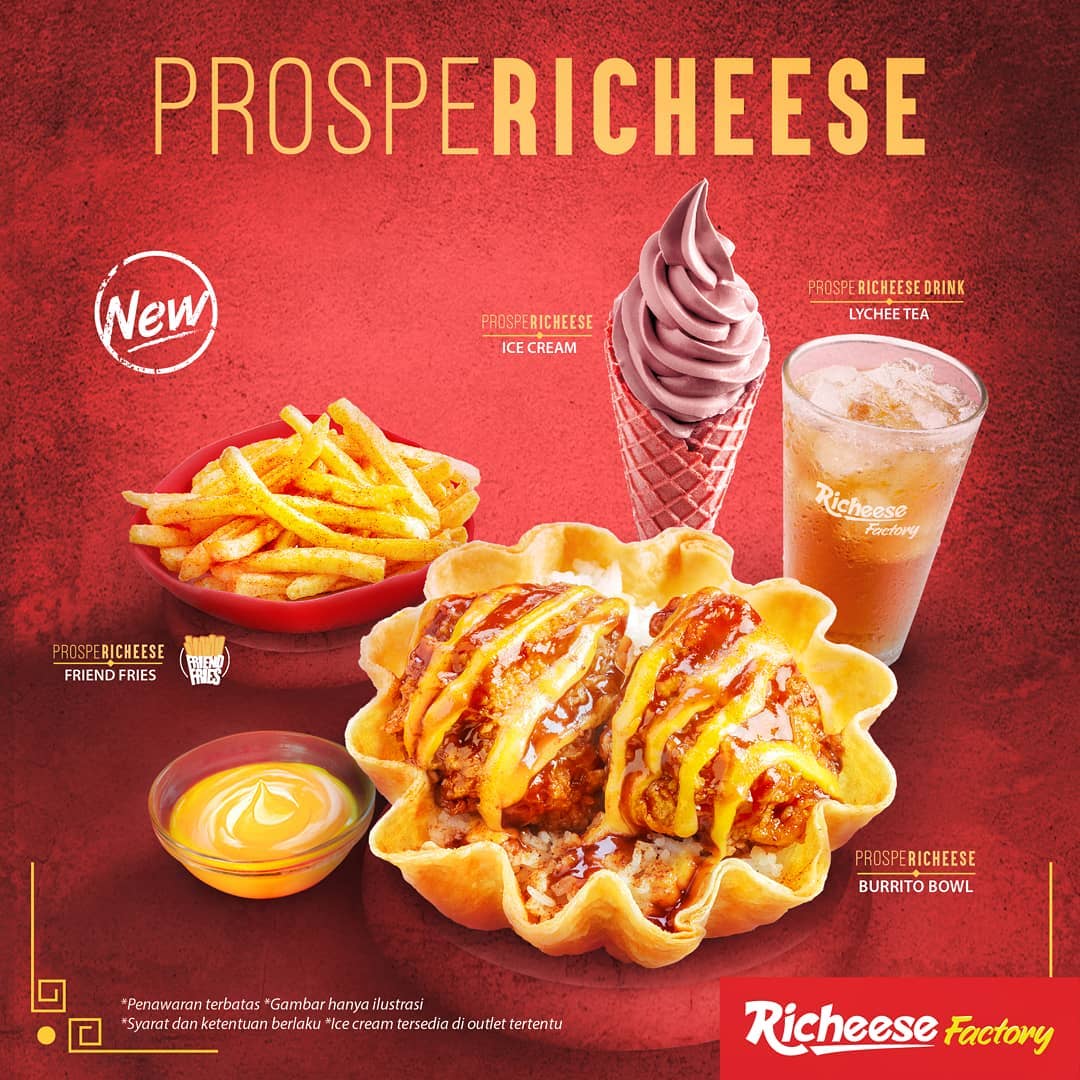 PROSPERICHEESE
New
PROSPERICHEESE
ICE CREAM
PROSPERICHEESE DRINK
LYCHEE TEA
Richeese
Factory
PROSPERICHEESE
FRIEND FRIES
FRIEND
FRIES
PROSPERICHEESE
BURRITO BOWL
*Penawaran terbatas *Gambar hanya ilustrasi
*Syarat dan ketentuan berlaku *Ice cream tersedia di outlet tertentu
Richeese Factory